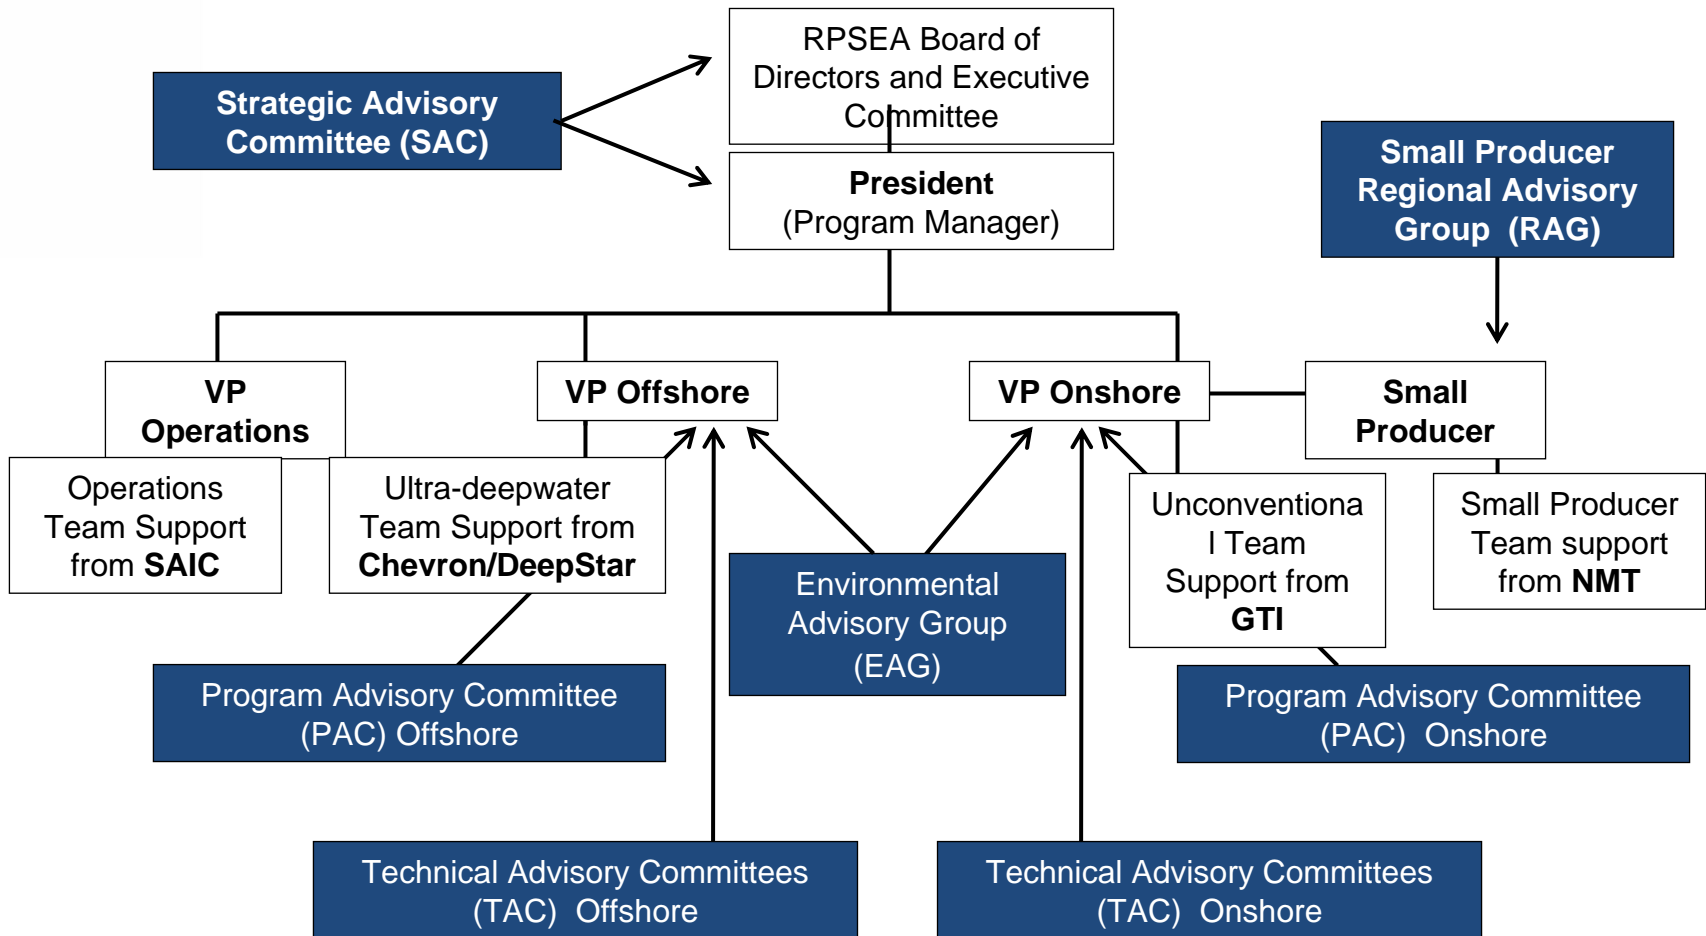 RPSEA Board of
Directors and Executive
Committee
Strategic Advisory
Committee (SAC)
President
(Program Manager)
Small Producer
Regional Advisory
Group (RAG)
VP
Operations
VP Offshore
VP Onshore
Small
Producer
Operations
Team Support
from SAIC
Ultra-deepwater
Team Support from
Chevron/DeepStar
Unconventiona
l Team
Support from
GTI
Small Producer
Team support
from NMT
Environmental
Advisory Group
(EAG)
Program Advisory Committee
(PAC) Offshore
Program Advisory Committee
(PAC) Onshore
Technical Advisory Committees
(TAC) Offshore
Technical Advisory Committees
(TAC) Onshore